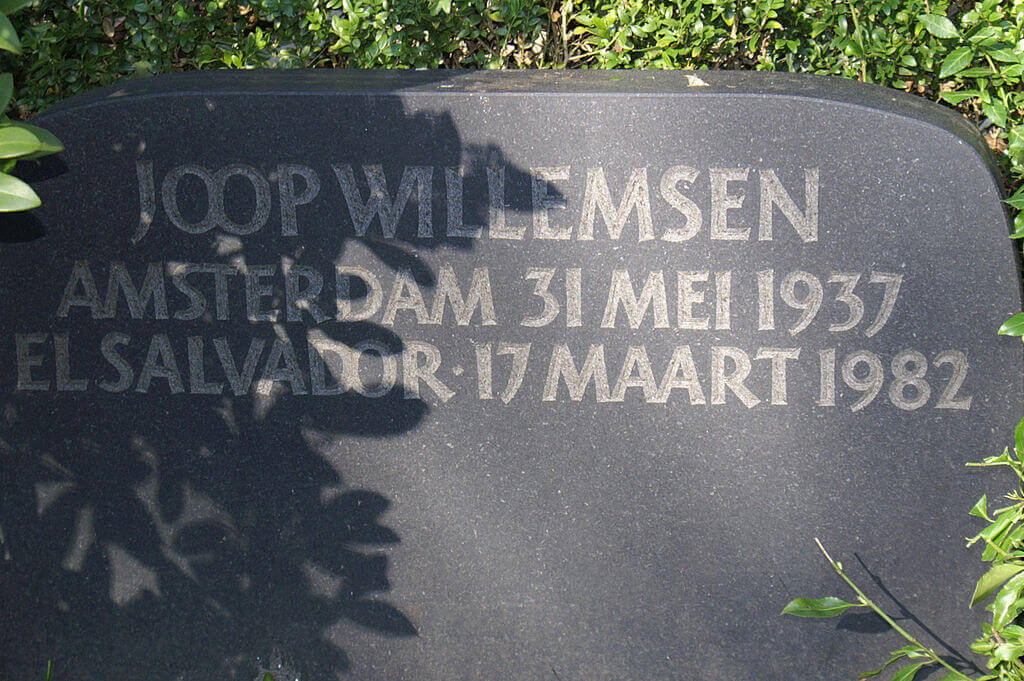 JOOP WILLEMSEN
AMSTERDAM 31 MEI 1937
EL SALVADOR · 17 MAART 1982